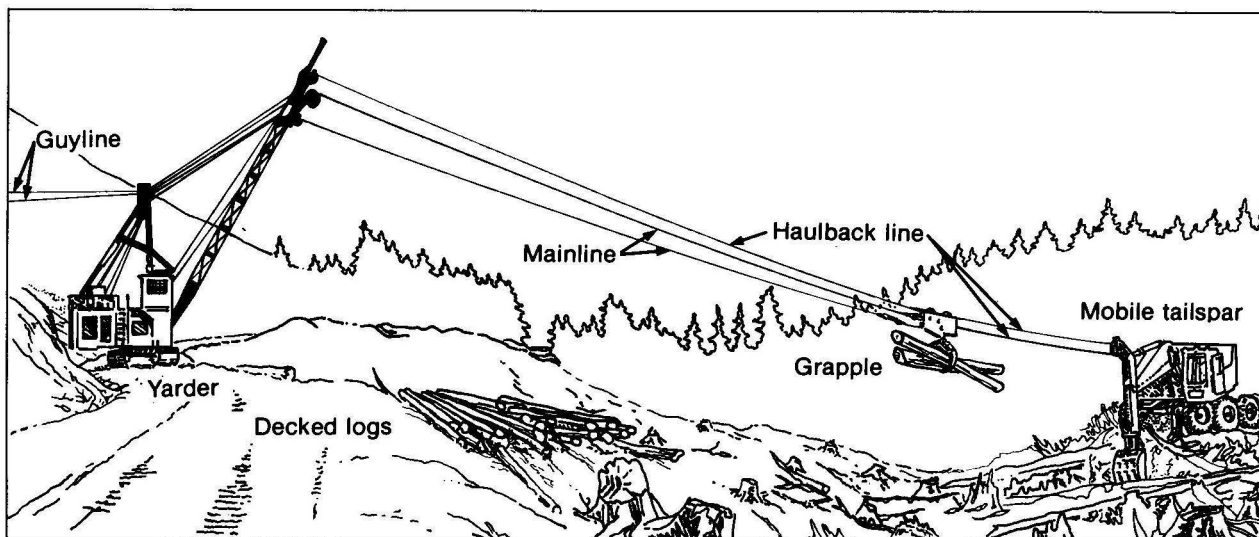 Guyline
Mainline
Haulback line
Mobile tailspar
Grapple
Yarder
Decked logs